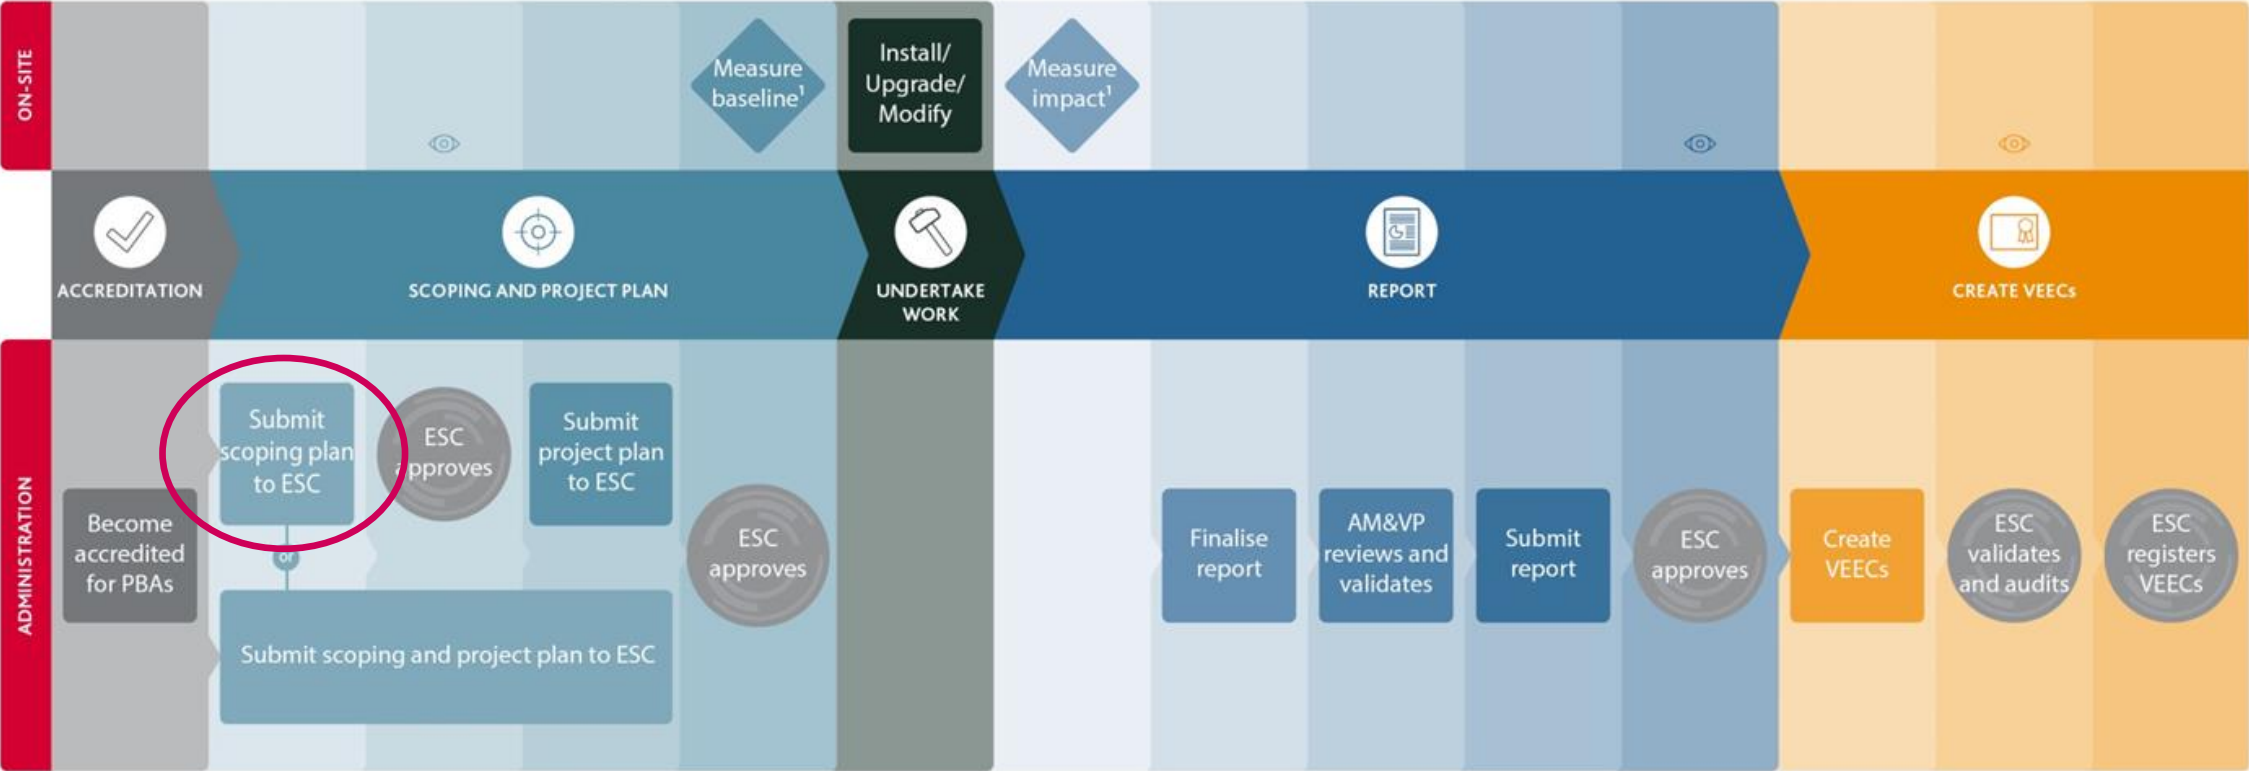 ON-SITE
Measure
baseline¹
Install/
Upgrade/
Modify
Measure
impact¹
ACCREDITATION
SCOPING AND PROJECT PLAN
UNDERTAKE
WORK
REPORT
CREATE VEECs
ADMINISTRATION
Become
accredited
for PBAs
Submit
scoping plan
to ESC
or
Submit scoping and project plan to ESC
ESC
approves
Submit
project plan
to ESC
ESC
approves
Finalise
report
AM&VP
reviews and
validates
Submit
report
ESC
approves
Create
VEECs
ESC
validates
and audits
ESC
registers
VEECs